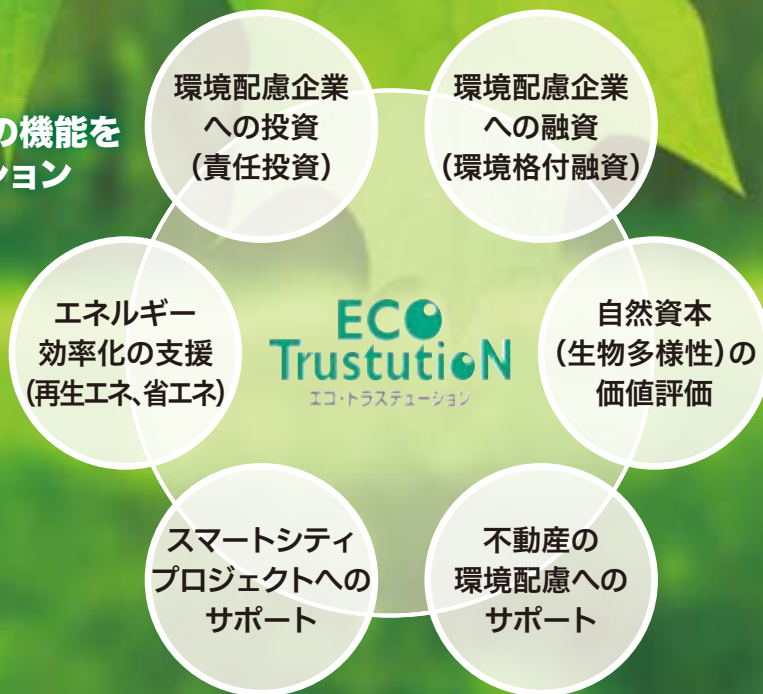 の機能を
ション
環境配慮企業
への投資
（責任投資）
環境配慮企業
への融資
（環境格付融資）
エネルギー
効率化の支援
（再生エネ、省エネ）
ECO
TrustutioN
エコ・トラステューション
自然資本
（生物多様性）の
価値評価
スマートシティ
プロジェクトへの
サポート
不動産の
環境配慮への
サポート